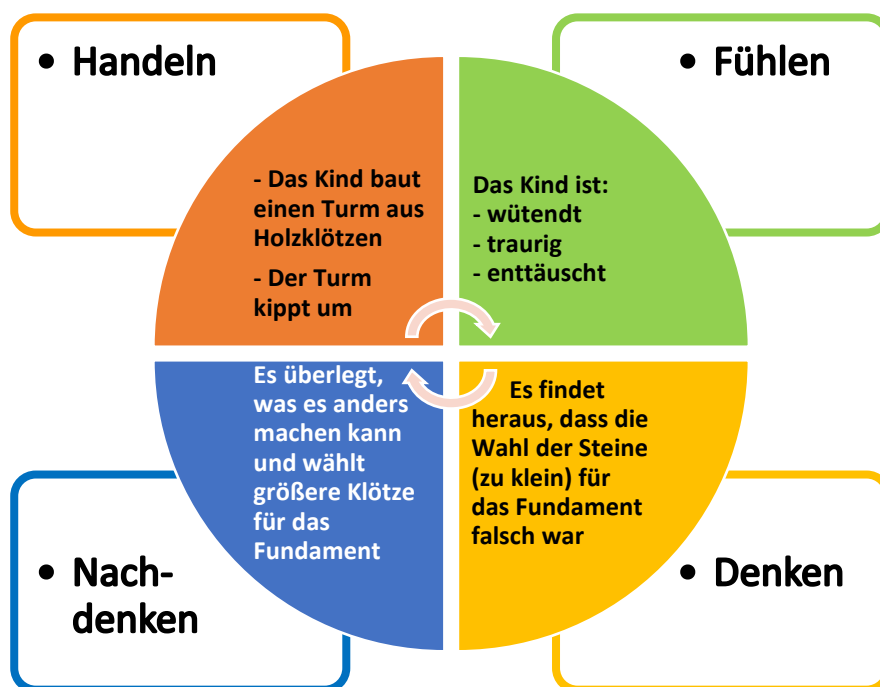 • Handeln
• Fühlen
- Das Kind baut
einen Turm aus
Holzklötzen
- Der Turm
kippt um
Das Kind ist:
- wütendt
- traurig
- enttäuscht
Es überlegt,
was es anders
machen kann
und wählt
größere Klötze
für das
Fundament
Es findet
heraus, dass die
Wahl der Steine
(zu klein) für
das Fundament
falsch war
• Nach-
denken
• Denken